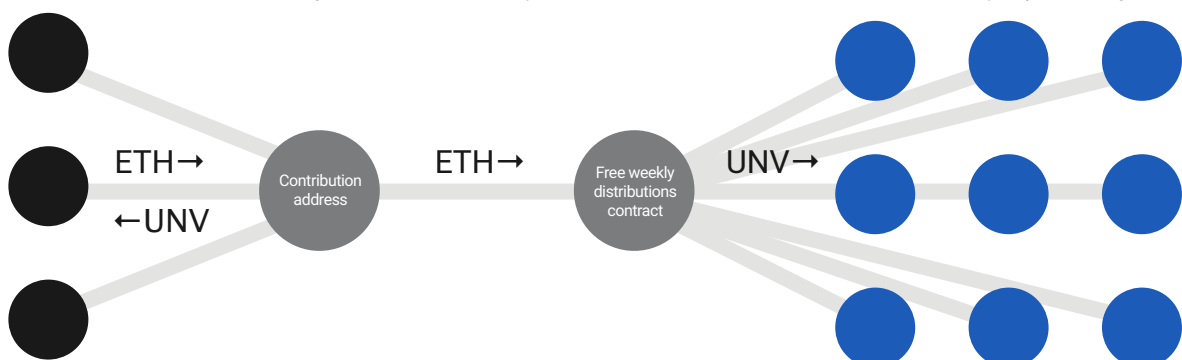 ETH→
←UNV
Contribution
address
ETH→
Free weekly
distributions
contract
UNV→